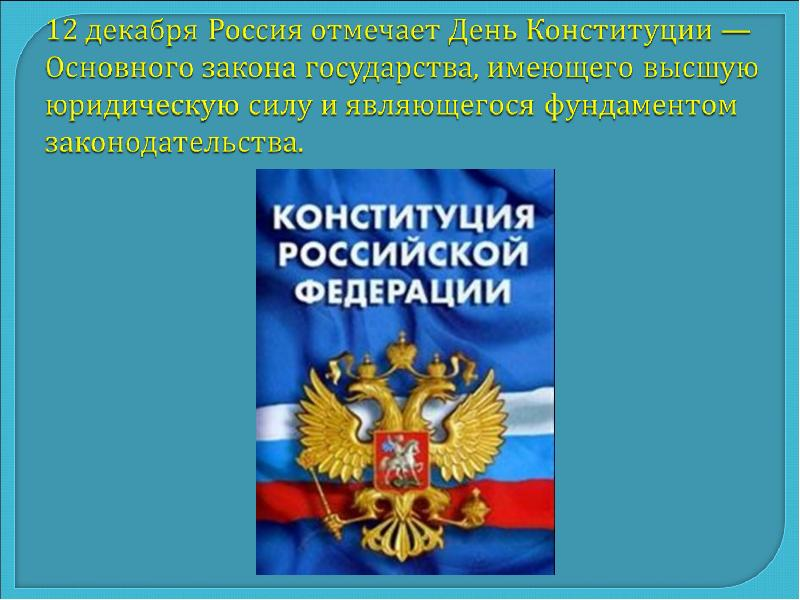 12 декабря Россия отмечает День Конституции —
Основного закона государства, имеющего высшую
юридическую силу и являющегося фундаментом
законодательства.
КОНСТИТУЦИЯ
РОССИЙСКОЙ
ФЕДЕРАЦИИ